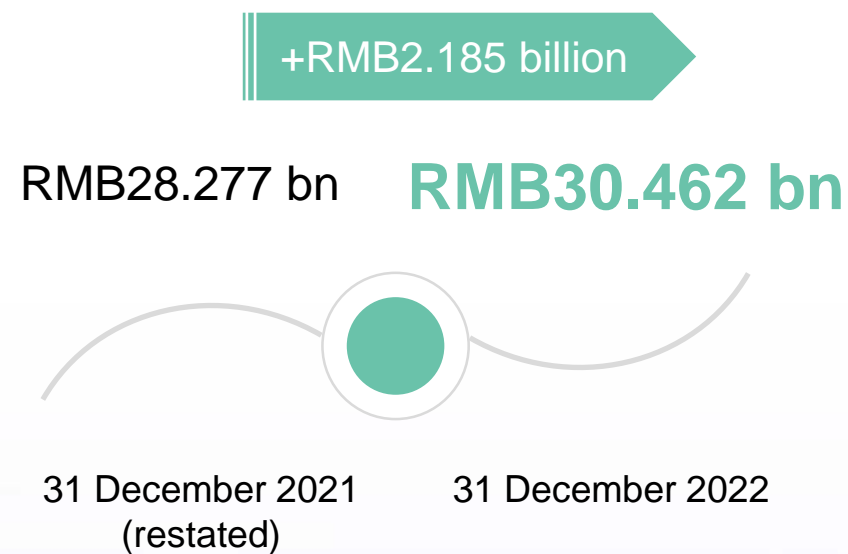 +RMB2.185 billion
RMB28.277 bn
RMB30.462 bn
31 December 2021
(restated)
31 December 2022